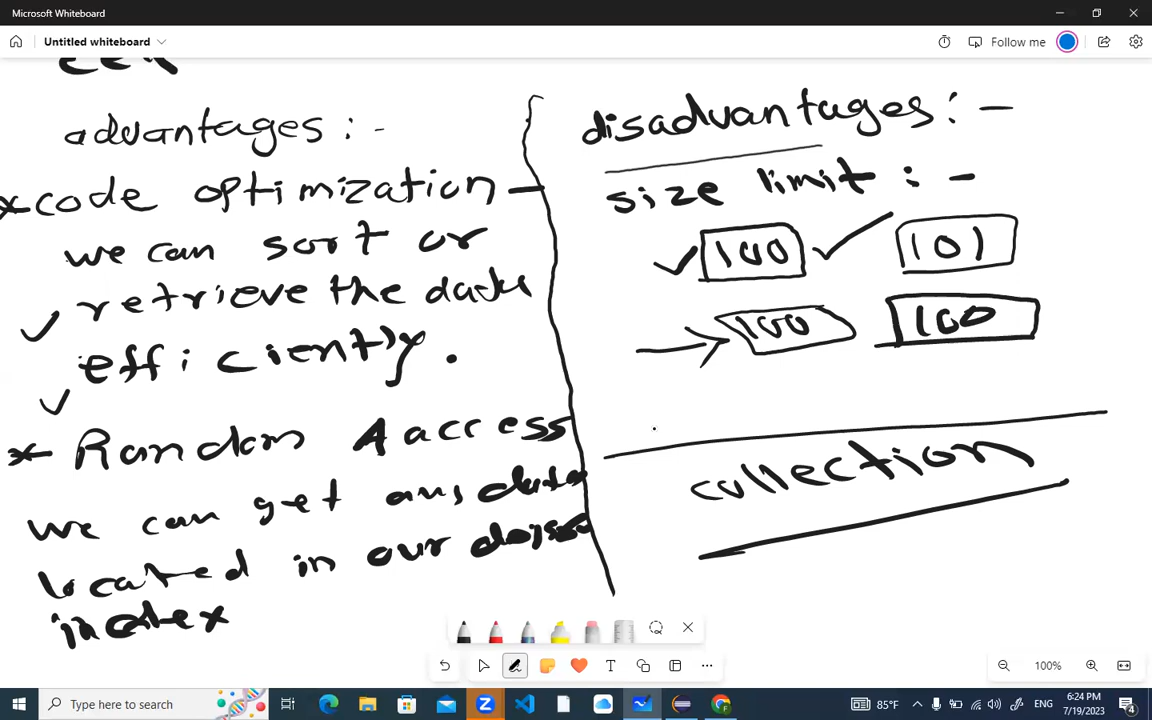 Microsoft Whiteboard
Untitled whiteboard
Follow me
advantages : -
*code optimization -
we can sort or
retrieve the data
efficiently.
* Random Aaccess
we can get any data
located in our
index
disadvantages : -
size limit : -
100 101
100 100
collection
100%
Type here to search
85°F
ENG
6:24 PM
7/19/2023
4